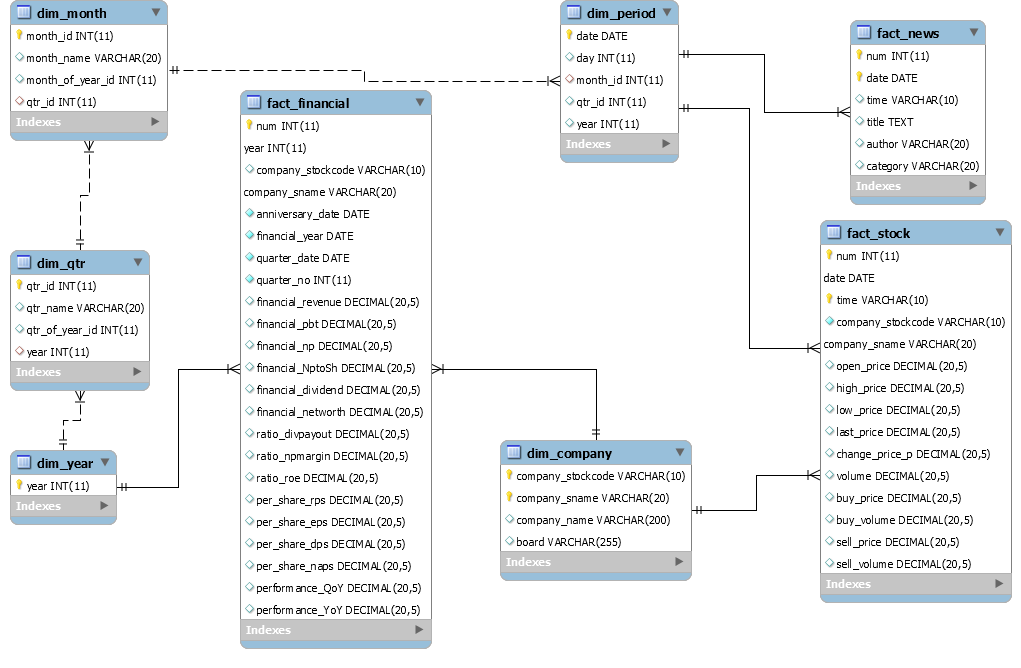 dim_month
month_id INT(11)
month_name VARCHAR(20)
month_of_year_id INT(11)
qtr_id INT(11)
Indexes
dim_qtr
qtr_id INT(11)
qtr_name VARCHAR(20)
qtr_of_year_id INT(11)
year INT(11)
Indexes
dim_year
year INT(11)
Indexes
fact_financial
num INT(11)
year INT(11)
company_stockcode VARCHAR(10)
company_sname VARCHAR(20)
anniversary_date DATE
financial_year DATE
quarter_date DATE
quarter_no INT(11)
financial_revenue DECIMAL(20,5)
financial_pbt DECIMAL(20,5)
financial_np DECIMAL(20,5)
financial_NptoSh DECIMAL(20,5)
financial_dividend DECIMAL(20,5)
financial_networth DECIMAL(20,5)
ratio_divpayout DECIMAL(20,5)
ratio_npmargin DECIMAL(20,5)
ratio_roe DECIMAL(20,5)
per_share_rps DECIMAL(20,5)
per_share_eps DECIMAL(20,5)
per_share_dps DECIMAL(20,5)
per_share_naps DECIMAL(20,5)
performance_QoY DECIMAL(20,5)
performance_YoY DECIMAL(20,5)
Indexes
dim_period
date DATE
day INT(11)
month_id INT(11)
qtr_id INT(11)
year INT(11)
Indexes
dim_company
company_stockcode VARCHAR(10)
company_sname VARCHAR(20)
company_name VARCHAR(200)
board VARCHAR(255)
Indexes
fact_news
num INT(11)
date DATE
time VARCHAR(10)
title TEXT
author VARCHAR(20)
category VARCHAR(20)
Indexes
fact_stock
num INT(11)
date DATE
time VARCHAR(10)
company_stockcode VARCHAR(10)
company_sname VARCHAR(20)
open_price DECIMAL(20,5)
high_price DECIMAL(20,5)
low_price DECIMAL(20,5)
last_price DECIMAL(20,5)
change_price_p DECIMAL(20,5)
volume DECIMAL(20,5)
buy_price DECIMAL(20,5)
buy_volume DECIMAL(20,5)
sell_price DECIMAL(20,5)
sell_volume DECIMAL(20,5)
Indexes